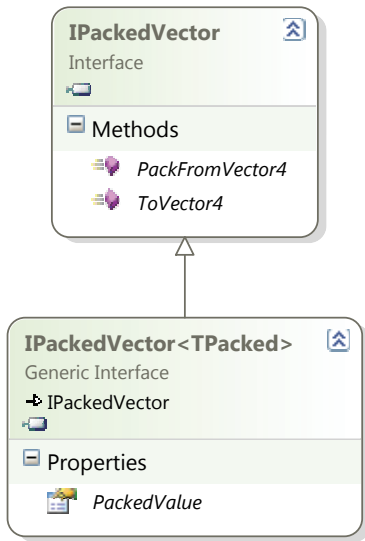 IPackedVector
Interface
Methods
PackFromVector4
ToVector4
IPackedVector<TPacked>
Generic Interface
IPackedVector
Properties
PackedValue